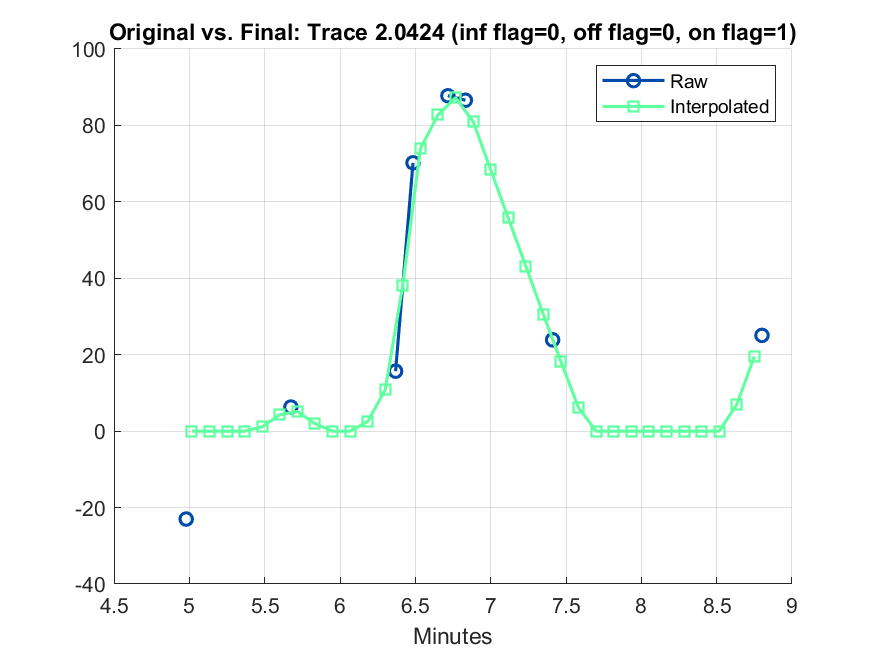 Original vs. Final: Trace 2.0424 (inf flag=0, off flag=0, on flag=1)
100
80
60
40
20
0
-20
-40
Raw
Interpolated
4.5 5 5.5 6 6.5 7 7.5 8 8.5 9
Minutes